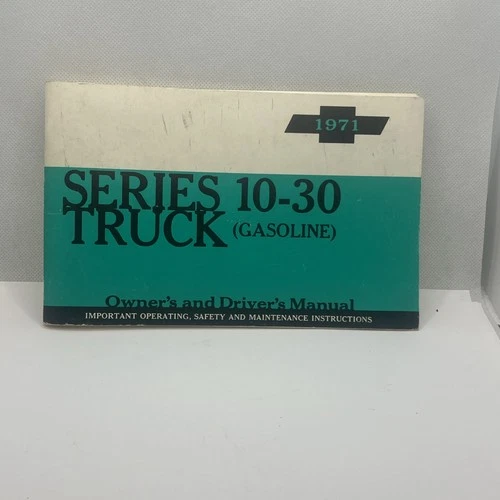 1971
SERIES 10-30
TRUCK (GASOLINE)
Owner's and Driver's Manual
IMPORTANT OPERATING, SAFETY AND MAINTENANCE INSTRUCTIONS